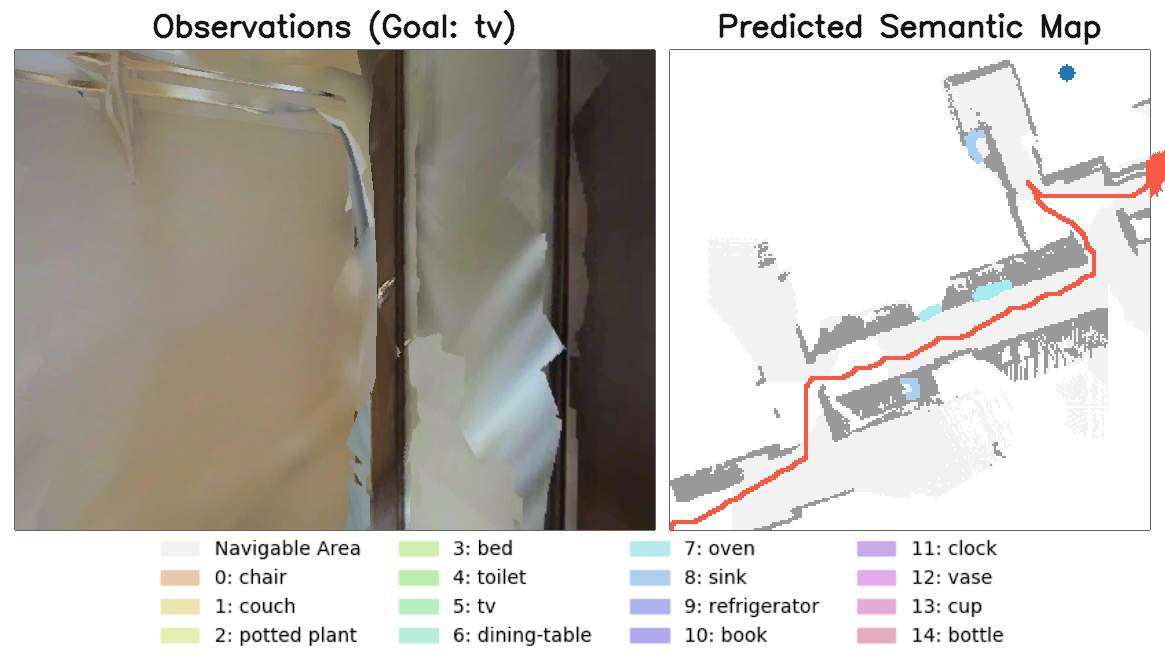 Observations (Goal: tv)
Predicted Semantic Map
Navigable Area
0: chair
1: couch
2: potted plant
3: bed
4: toilet
5: tv
6: dining-table
7: oven
8: sink
9: refrigerator
10: book
11: clock
12: vase
13: cup
14: bottle